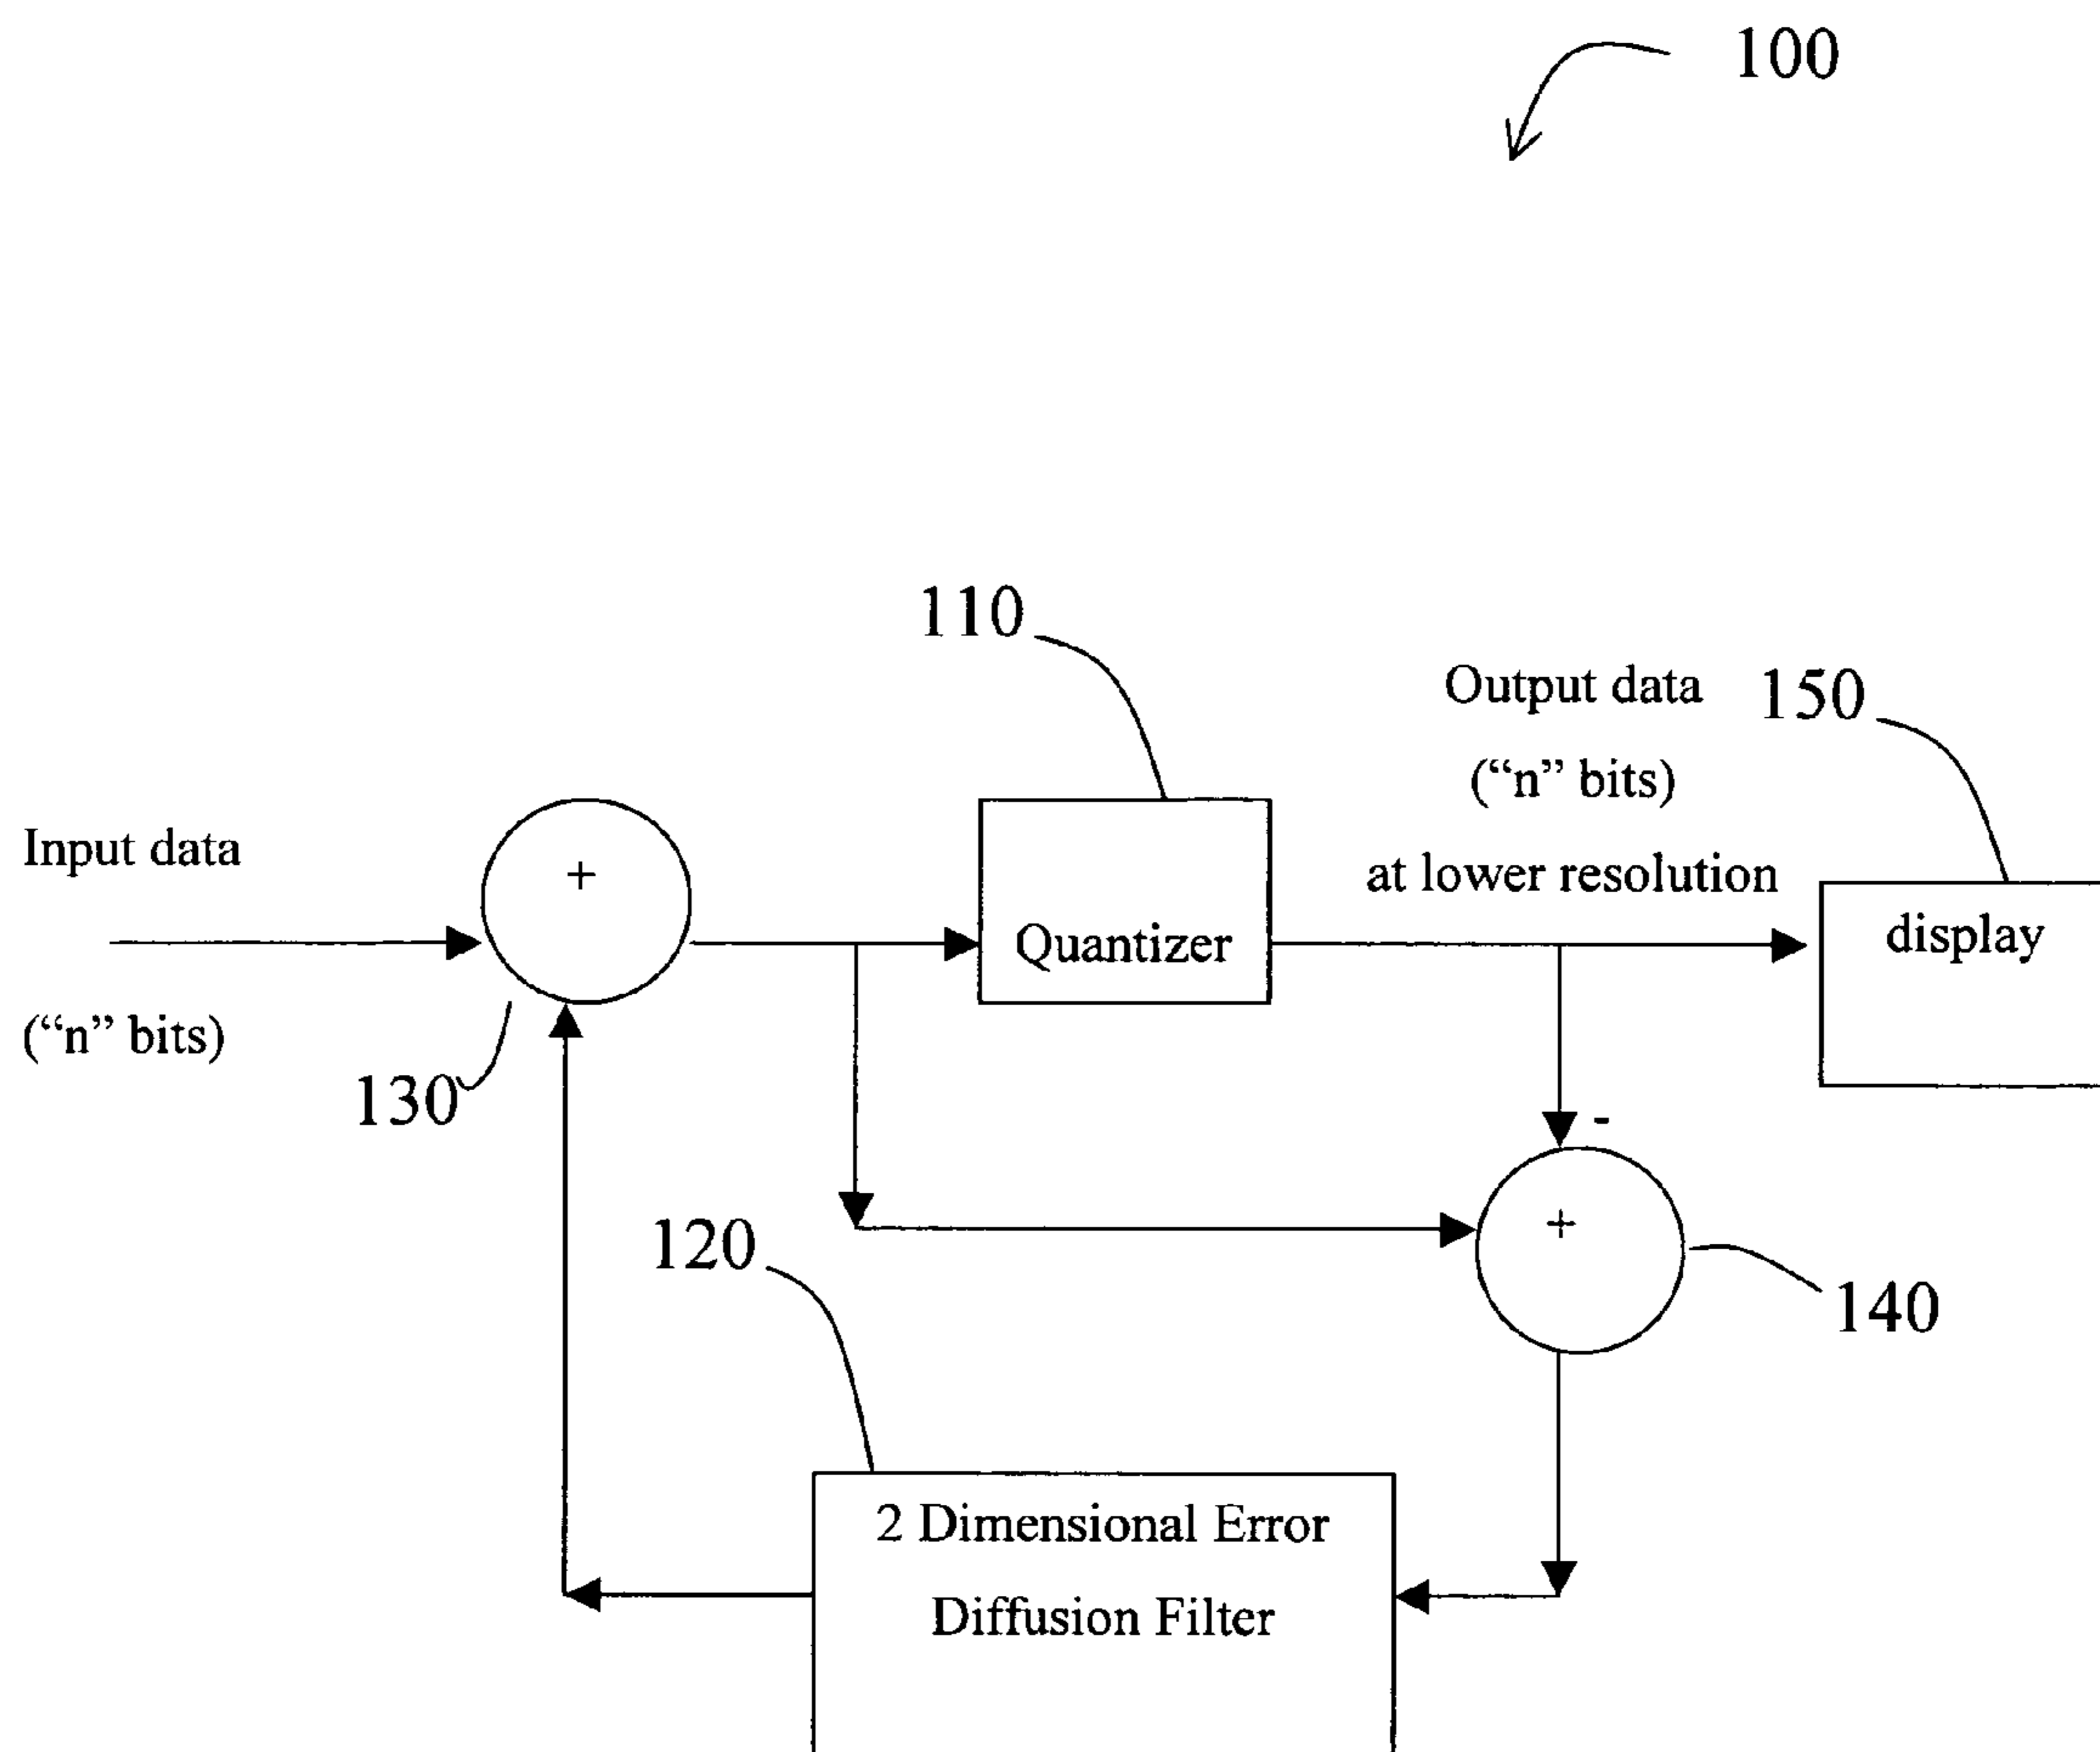 100
110
Output data
150
(“n” bits)
Input data
+
at lower resolution
Quantizer
display
(“n” bits)
130
-
120
+
140
2 Dimensional Error
Diffusion Filter